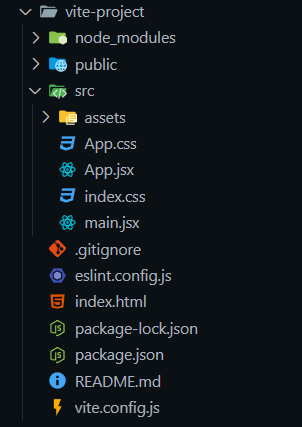 vite-project
node_modules
public
src
assets
App.css
App.jsx
index.css
main.jsx
.gitignore
eslint.config.js
index.html
package-lock.json
package.json
README.md
vite.config.js